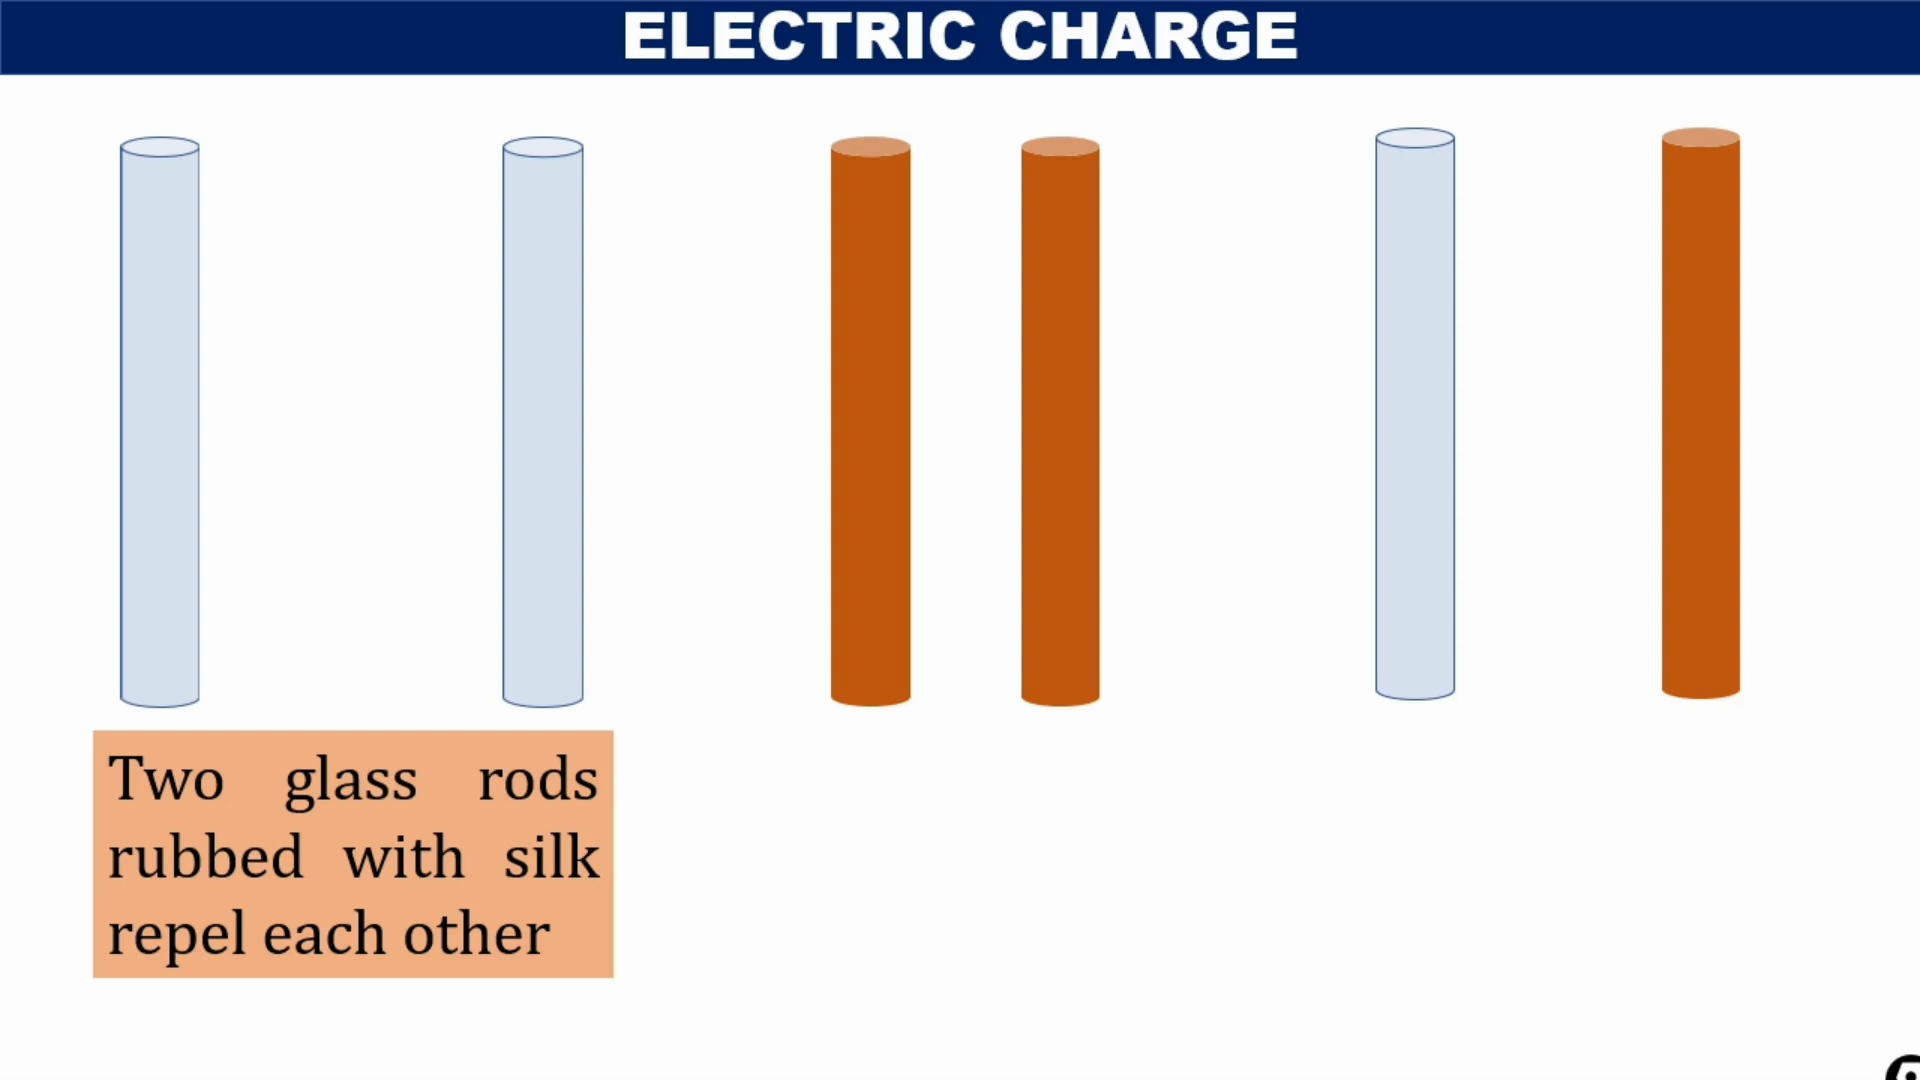 ELECTRIC CHARGE
Two glass rods
rubbed with silk
repel each other